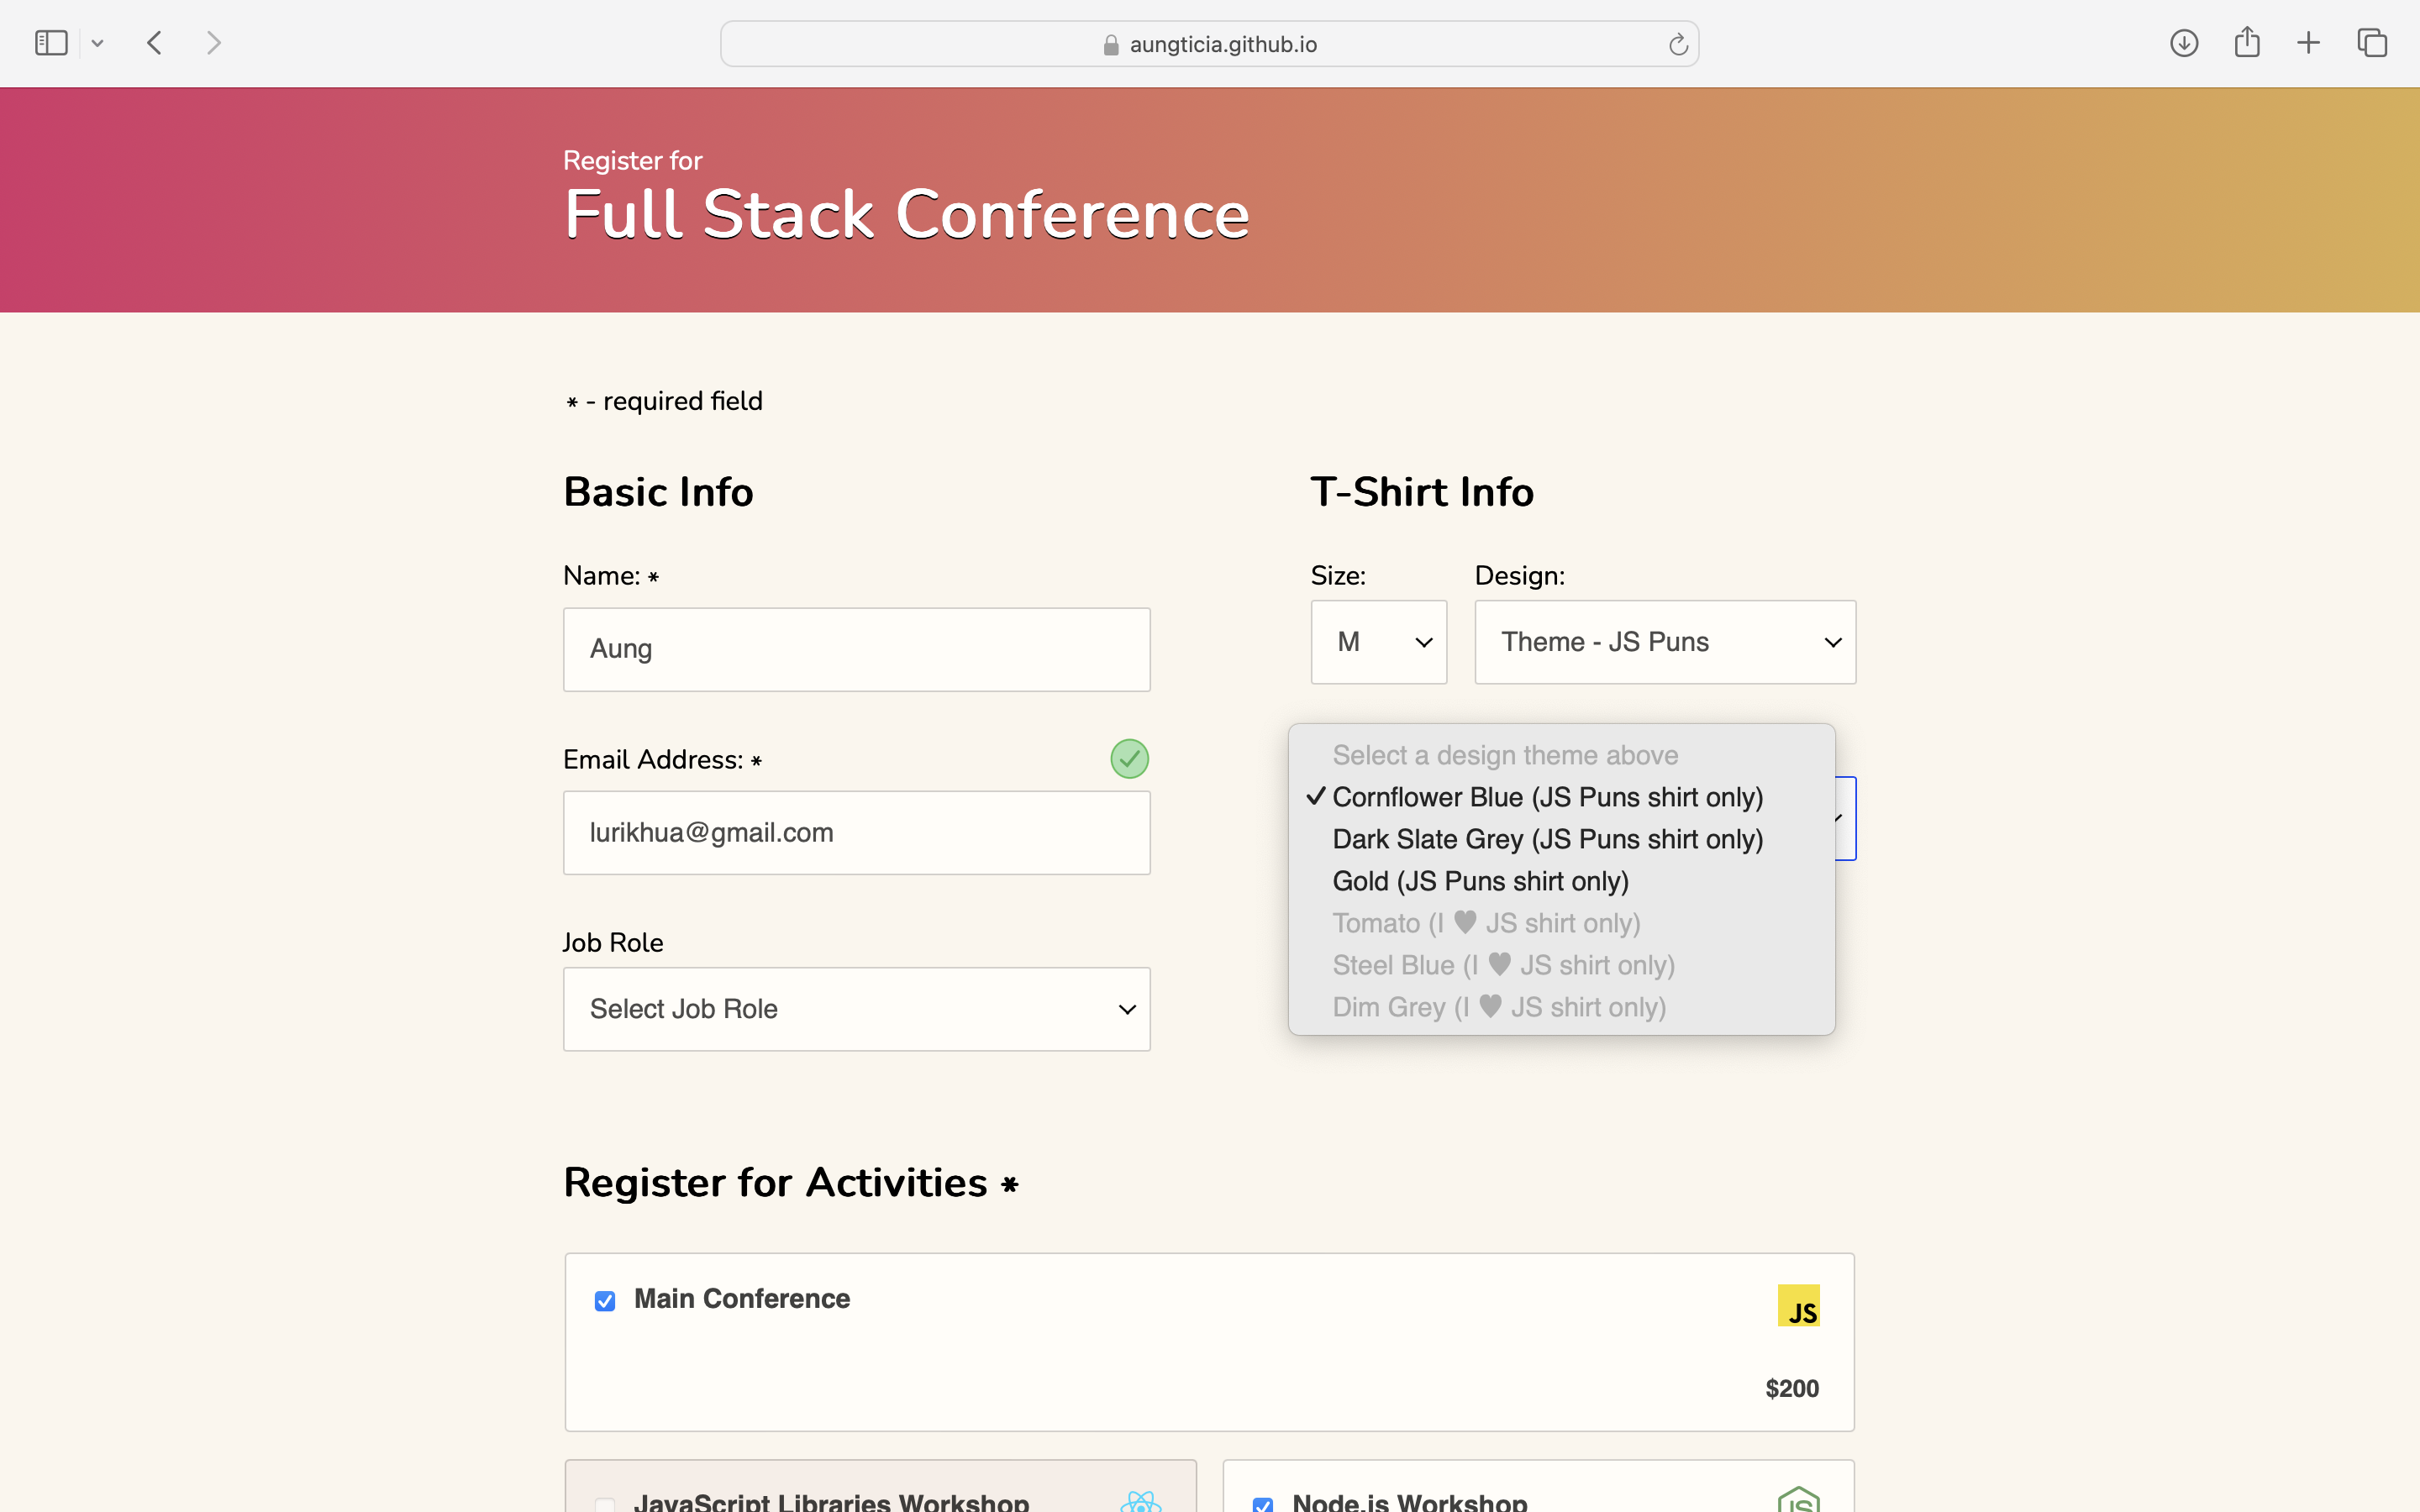 aungticia.github.io
Register for
Full Stack Conference
* - required field
Basic Info
Name: *
Aung
Email Address: *
lurikhua@gmail.com
Job Role
Select Job Role
T-Shirt Info
Size:
Design:
M
Theme - JS Puns
Select a design theme above
✓ Cornflower Blue (JS Puns shirt only)
Dark Slate Grey (JS Puns shirt only)
Gold (JS Puns shirt only)
Tomato (I ♥ JS shirt only)
Steel Blue (I ♥ JS shirt only)
Dim Grey (I ♥ JS shirt only)
Register for Activities *
Main Conference
JS
$200
JavaScript Libraries Workshop
Node.js Workshop
JS